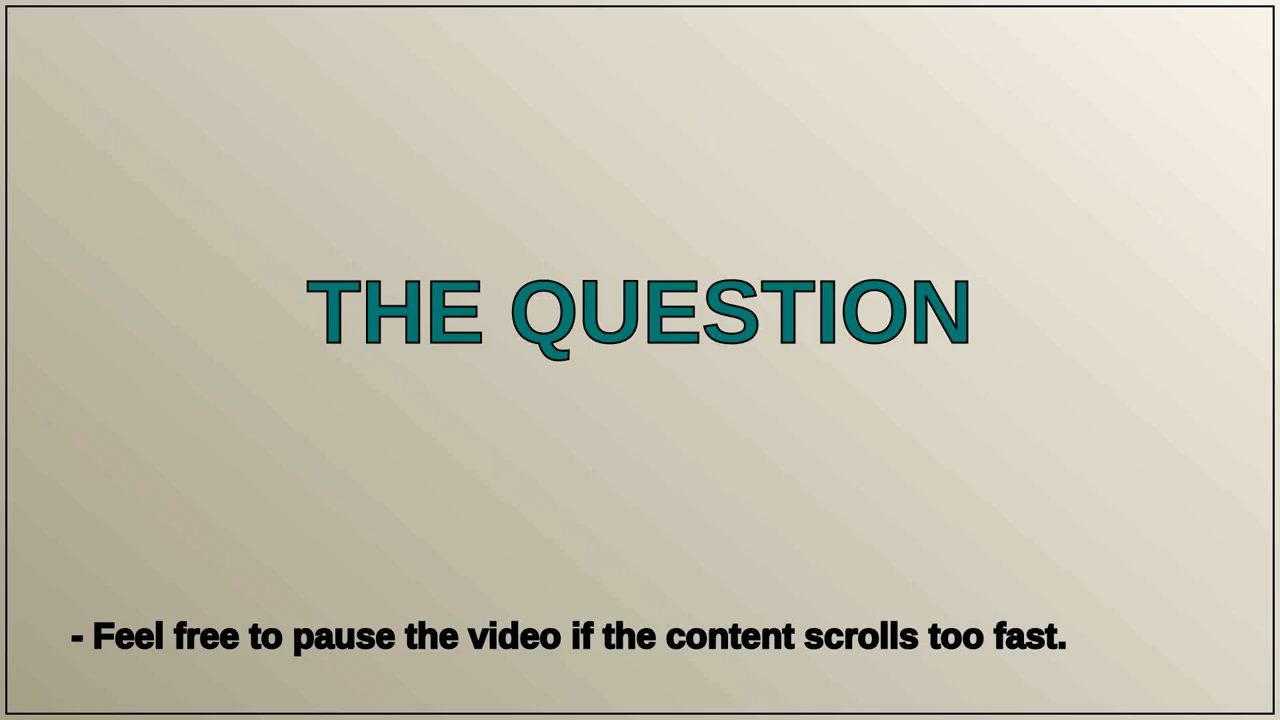 THE QUESTION
- Feel free to pause the video if the content scrolls too fast.